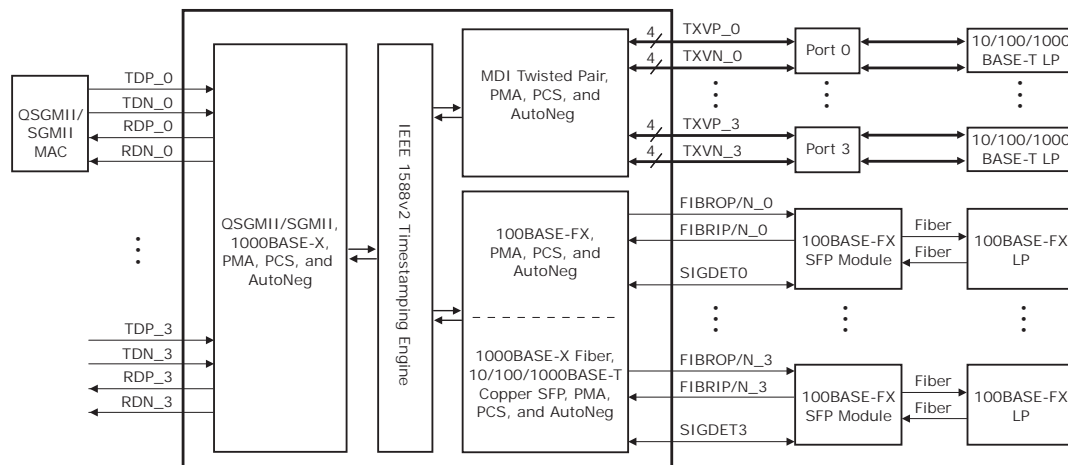 QSGMII/
SGMII
MAC
TDP_0
TDN_0
RDP_0
RDN_0
TDP_3
TDN_3
RDP_3
RDN_3
QSGMII/SGMII,
1000BASE-X,
PMA, PCS, and
AutoNeg
IEEE 1588v2 Timestamping Engine
MDI Twisted Pair,
PMA, PCS, and
AutoNeg
100BASE-FX,
PMA, PCS, and
AutoNeg
1000BASE-X Fiber,
10/100/1000BASE-T
Copper SFP, PMA,
PCS, and AutoNeg
4 TXVP_0
4 TXVN_0
4 TXVP_3
4 TXVN_3
Port 0
Port 3
10/100/1000
BASE-T LP
10/100/1000
BASE-T LP
FIBROP/N_0
FIBRIP/N_0
SIGDET0
100BASE-FX
SFP Module
Fiber
Fiber
100BASE-FX
LP
FIBROP/N_3
FIBRIP/N_3
SIGDET3
100BASE-FX
SFP Module
Fiber
Fiber
100BASE-FX
LP